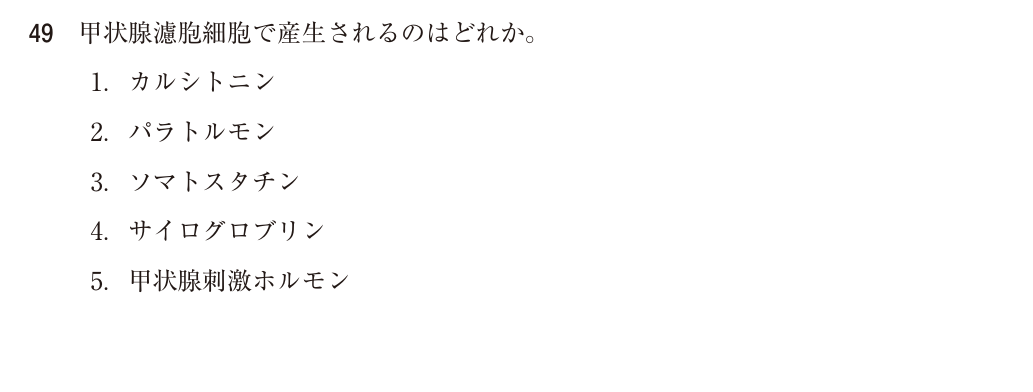 49 甲状腺濾胞細胞で産生されるのはどれか。
1. カルシトニン
2. パラトルモン
3. ソマトスタチン
4. サイログロブリン
5. 甲状腺刺激ホルモン